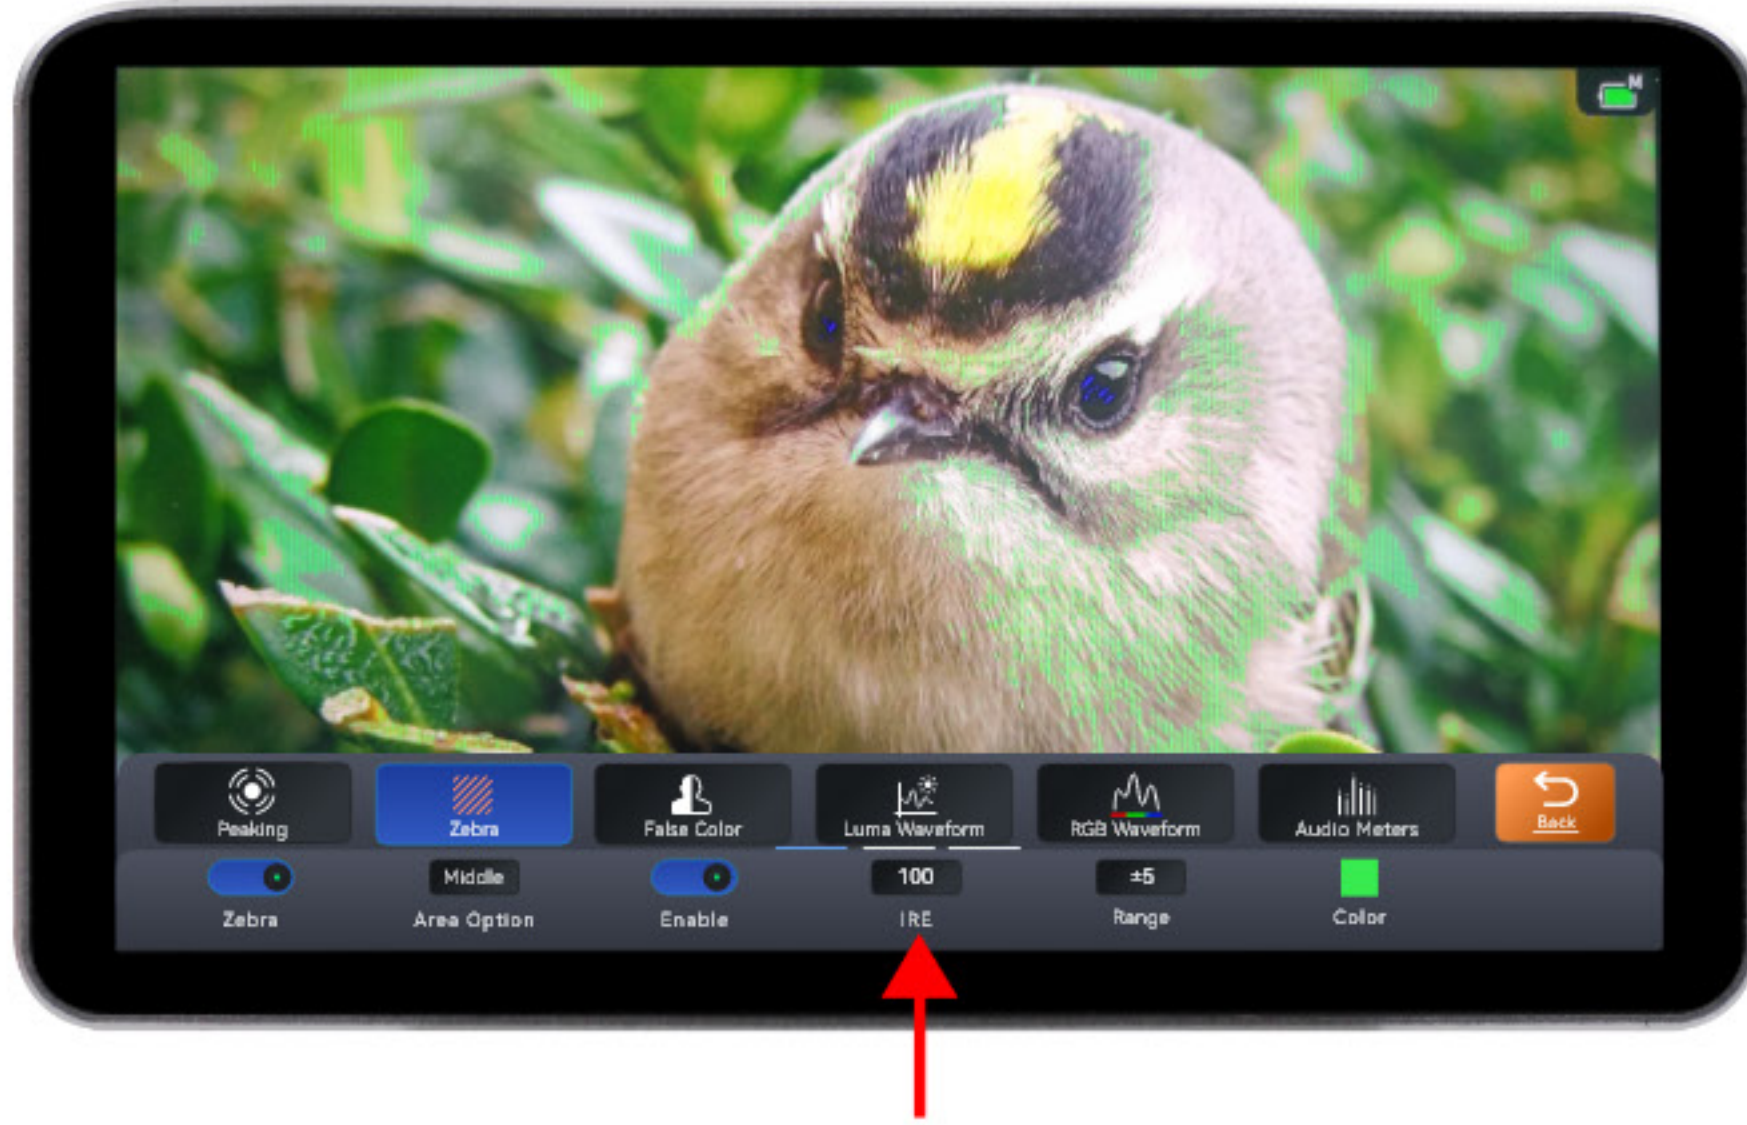 M
Peaking
Zebra
False Color
Luma Waveform
RGB Waveform
Audio Meters
Back
Zebra
Middle
Area Option
Enable
100
IRE
±5
Range
Color